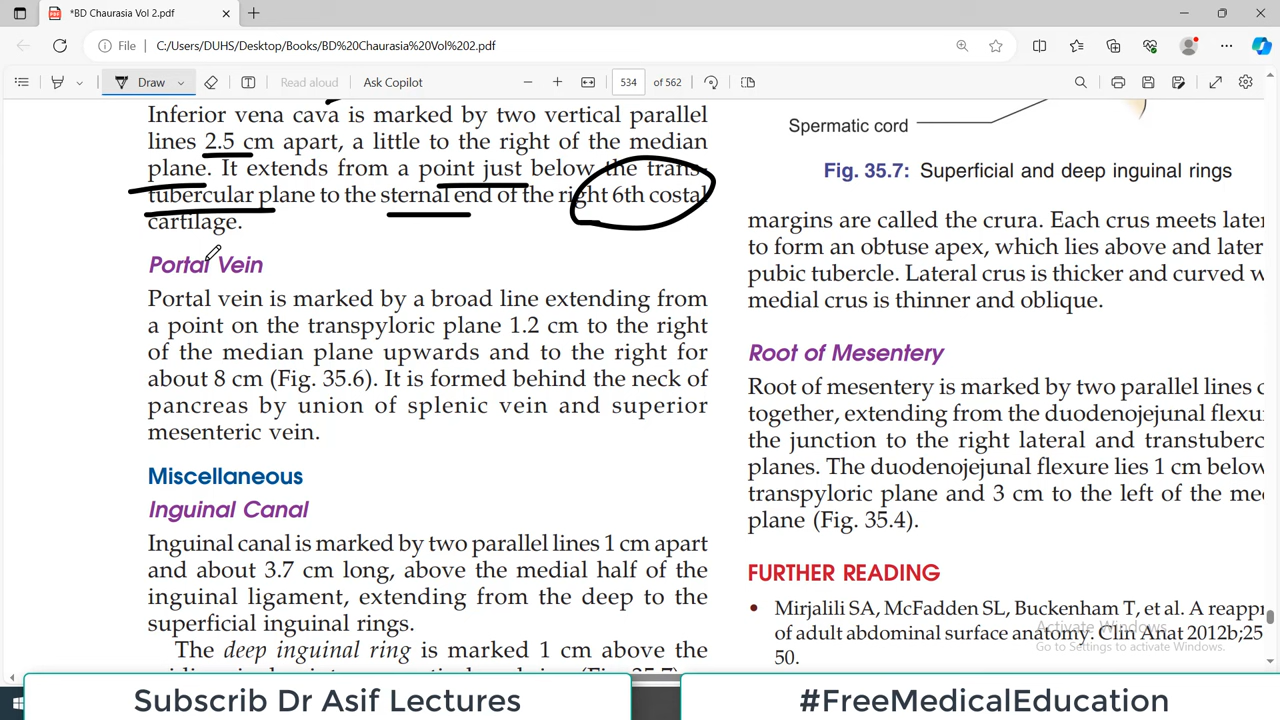 *BD Chaurasia Vol 2.pdf
File
C:/Users/DUHS/Desktop/Books/BD%20Chaurasia%20Vol%202.pdf
Draw
Read aloud
Ask Copilot
534
of 562
Inferior vena cava is marked by two vertical parallel
lines 2.5 cm apart, a little to the right of the median
plane. It extends from a point just below the trans-
tubercular plane to the sternal end of the right 6th costal
cartilage.
Portal Vein
Portal vein is marked by a broad line extending from
a point on the transpyloric plane 1.2 cm to the right
of the median plane upwards and to the right for
about 8 cm (Fig. 35.6). It is formed behind the neck of
pancreas by union of splenic vein and superior
mesenteric vein.
Miscellaneous
Inguinal Canal
Inguinal canal is marked by two parallel lines 1 cm apart
and about 3.7 cm long, above the medial half of the
inguinal ligament, extending from the deep to the
superficial inguinal rings.
The deep inguinal ring is marked 1 cm above the
Spermatic cord
Fig. 35.7: Superficial and deep inguinal rings
margins are called the crura. Each crus meets later
to form an obtuse apex, which lies above and later
pubic tubercle. Lateral crus is thicker and curved w
medial crus is thinner and oblique.
Root of Mesentery
Root of mesentery is marked by two parallel lines c
together, extending from the duodenojejunal flexu
the junction to the right lateral and transtuberc
planes. The duodenojejunal flexure lies 1 cm below
transpyloric plane and 3 cm to the left of the me
plane (Fig. 35.4).
FURTHER READING
• Mirjalili SA, McFadden SL, Buckenham T, et al. A reapp
of adult abdominal surface anatomy. Clin Anat 2012b;25
50.
Activate Windows
Go to Settings to activate Windows.
Subscrib Dr Asif Lectures
#FreeMedicalEducation